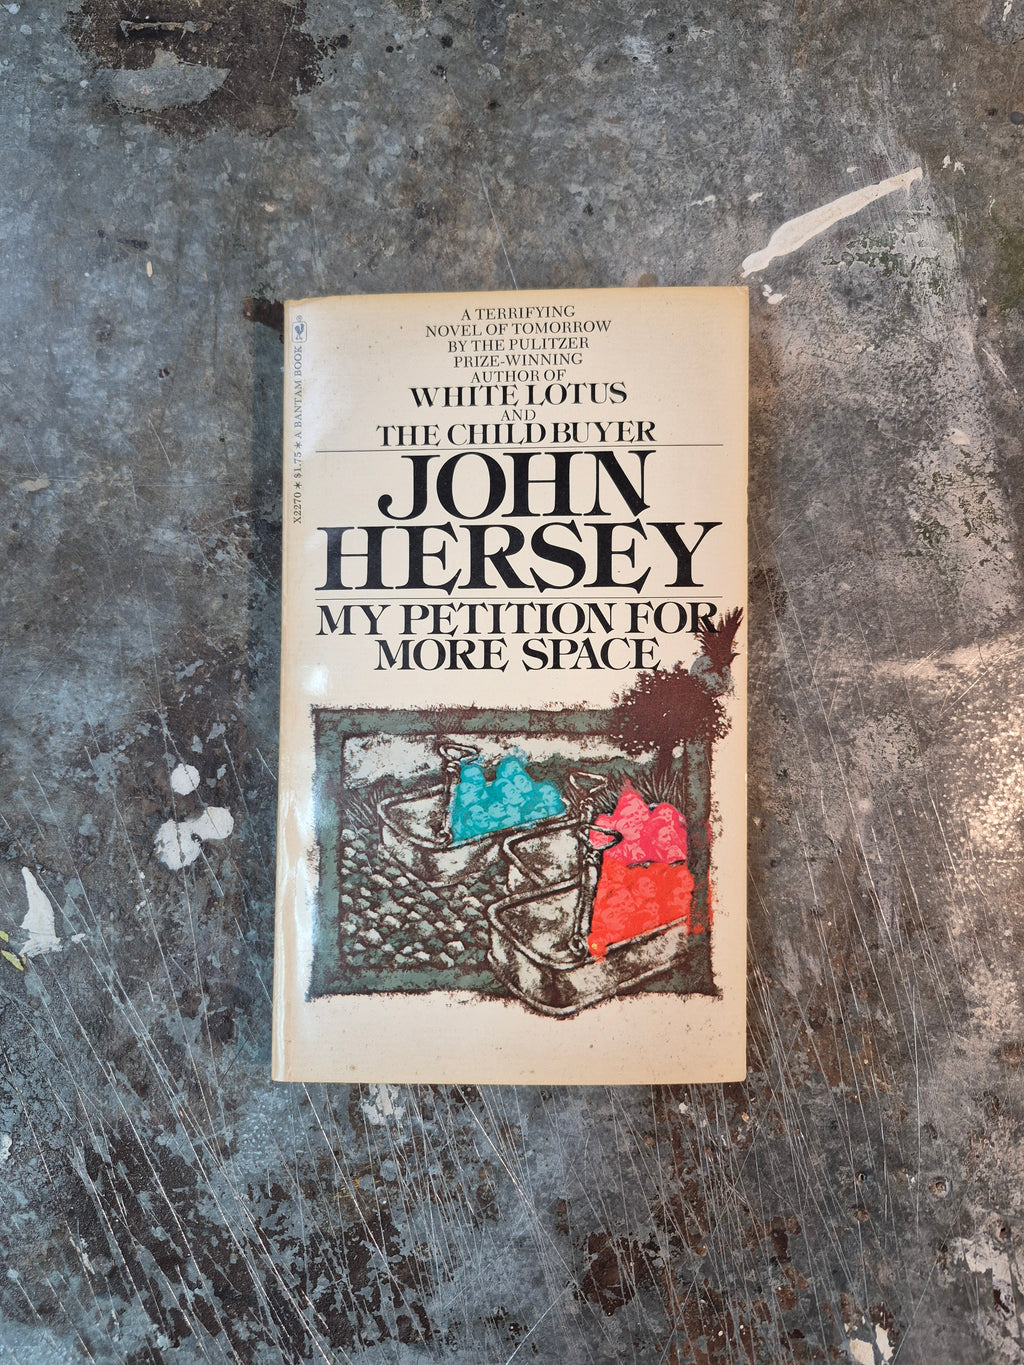 A TERRIFYING
NOVEL OF TOMORROW
BY THE PULITZER
PRIZE-WINNING
AUTHOR OF
WHITE LOTUS
AND
THE CHILD BUYER
JOHN
HERSEY
MY PETITION FOR
MORE SPACE
X2270 * $1.75 * A BANTAM BOOK ®